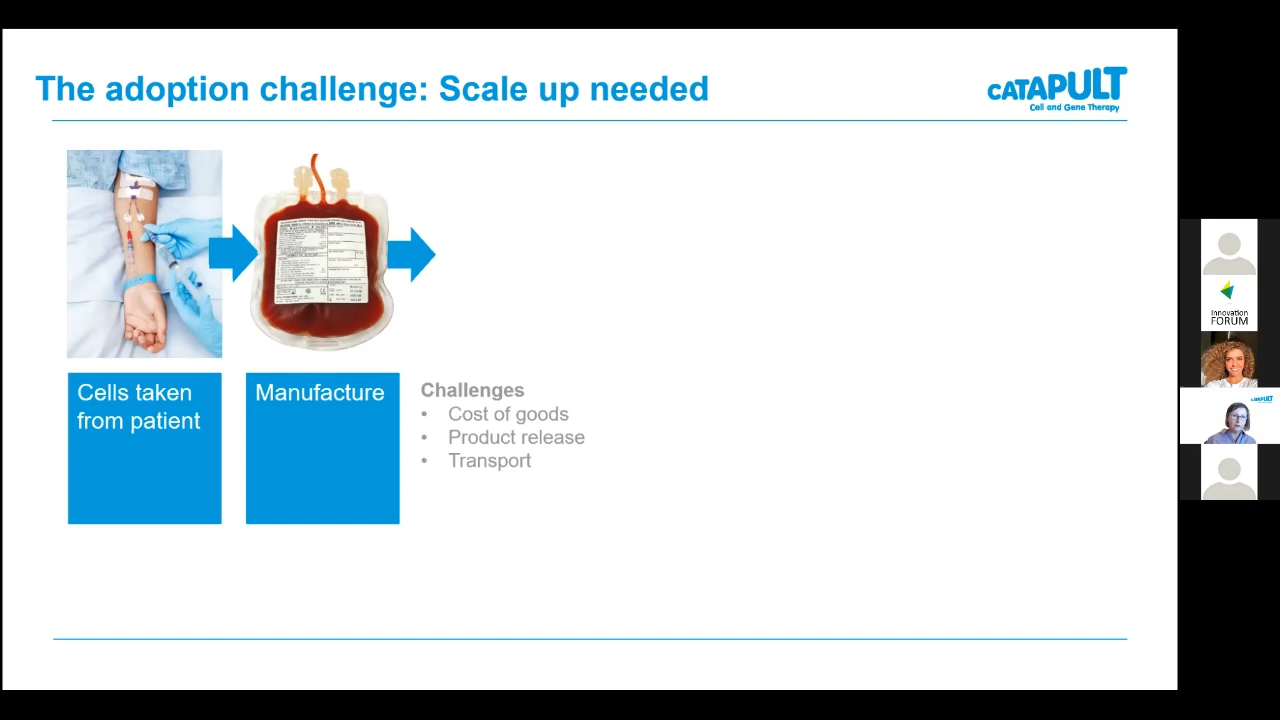 The adoption challenge: Scale up needed
CATAPULT
Cell and Gene Therapy
Cells taken
from patient
Manufacture
Challenges
• Cost of goods
• Product release
• Transport
Innovation
FORUM
CATAPULT